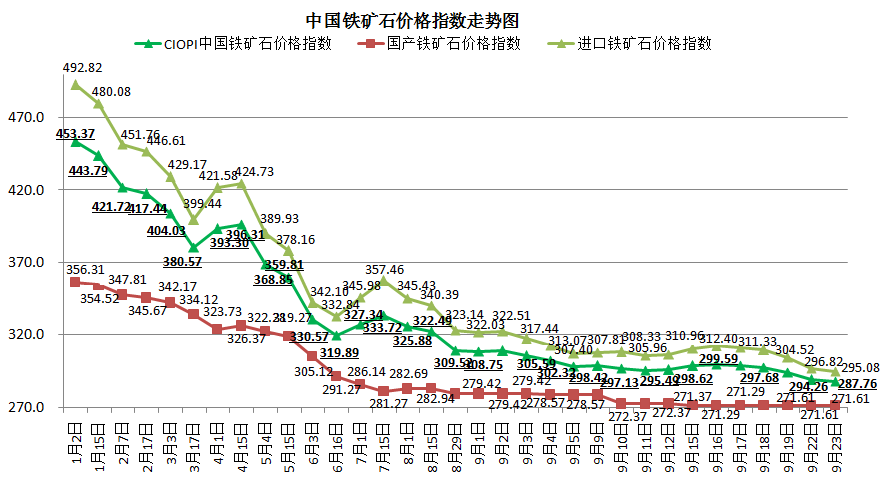 中国铁矿石价格指数走势图
CIOPI中国铁矿石价格指数 国产铁矿石价格指数 进口铁矿石价格指数
470.0
420.0
370.0
320.0
270.0
492.82 480.08 451.76 446.61 429.17 399.44 421.58 424.73 389.93 378.16 342.10 332.84 345.98 357.46 345.43 340.39 323.14 322.03 322.51 317.44 313.07 307.40 307.81 308.33 305.96 310.96 312.40 311.33 304.52 296.82 295.08
453.37 443.79 421.72 417.44 404.03 380.57 393.30 396.31 368.85 359.81 330.57 319.89 327.34 333.72 325.88 322.49 309.52 308.75 305.59 302.32 298.42 297.13 295.49 298.62 299.59 297.68 294.26 287.76
356.31 354.52 347.81 345.67 342.17 334.12 323.73 326.37 322.28 319.27 305.12 291.27 286.14 281.27 282.69 282.94 279.42 279.42 279.42 278.57 278.57 272.37 272.37 271.37 271.29 271.29 271.61 271.61 271.61
1月2日 1月15日 2月7日 2月17日 3月3日 3月17日 4月1日 4月15日 5月4日 5月15日 6月3日 6月16日 7月1日 7月15日 8月1日 8月15日 8月29日 9月1日 9月2日 9月3日 9月4日 9月5日 9月9日 9月10日 9月11日 9月12日 9月15日 9月16日 9月17日 9月18日 9月19日 9月22日 9月23日